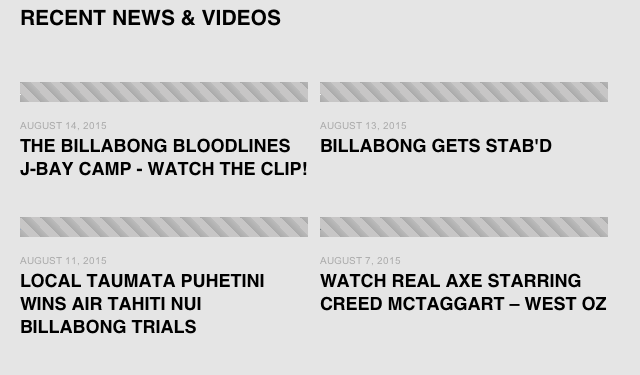 RECENT NEWS & VIDEOS
AUGUST 14, 2015
THE BILLABONG BLOODLINES
J-BAY CAMP - WATCH THE CLIP!
AUGUST 13, 2015
BILLABONG GETS STAB'D
AUGUST 11, 2015
LOCAL TAUMATA PUHETINI
WINS AIR TAHITI NUI
BILLABONG TRIALS
AUGUST 7, 2015
WATCH REAL AXE STARRING
CREED MCTAGGART – WEST OZ